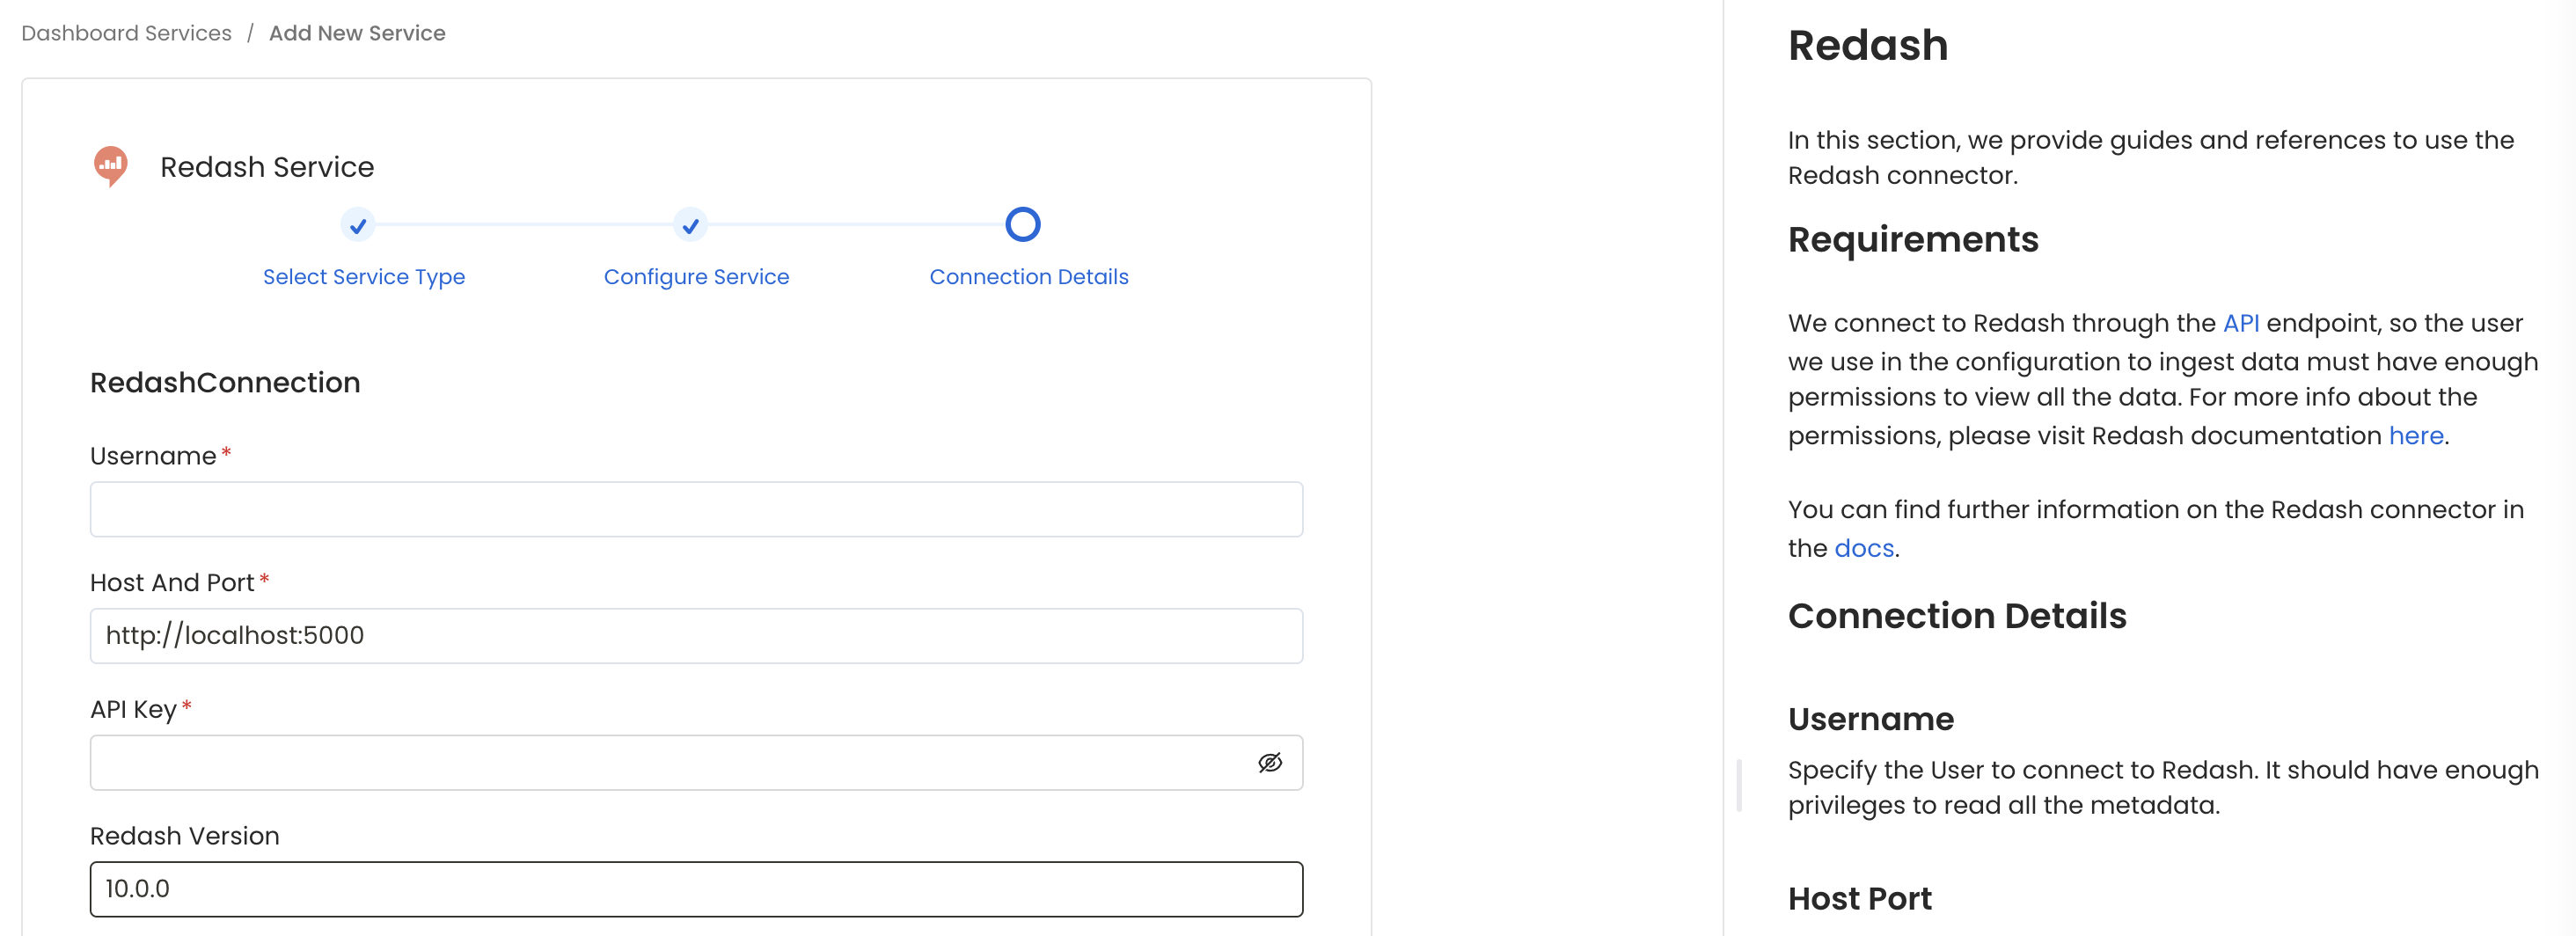 Dashboard Services / Add New Service
Redash Service
Select Service Type
Configure Service
Connection Details
RedashConnection
Username *
Host And Port *
http://localhost:5000
API Key *
Redash Version
10.0.0
Redash
In this section, we provide guides and references to use the
Redash connector.
Requirements
We connect to Redash through the API endpoint, so the user
we use in the configuration to ingest data must have enough
permissions to view all the data. For more info about the
permissions, please visit Redash documentation here.
You can find further information on the Redash connector in
the docs.
Connection Details
Username
Specify the User to connect to Redash. It should have enough
privileges to read all the metadata.
Host Port